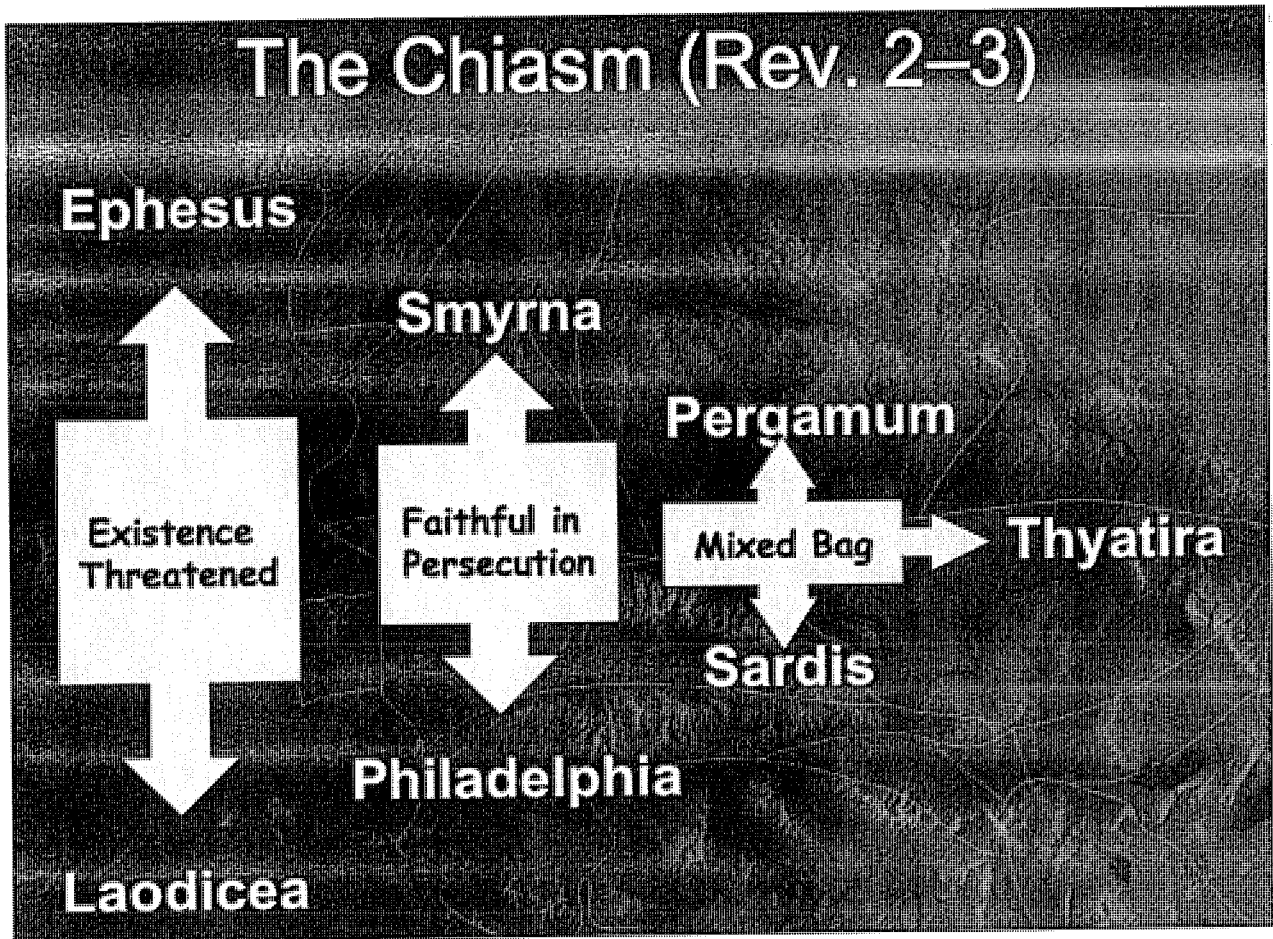 The Chiasm (Rev. 2–3)
Ephesus
Smyrna
Pergamum
Existence
Threatened
Faithful in
Persecution
Mixed Bag
Thyatira
Sardis
Philadelphia
Laodicea